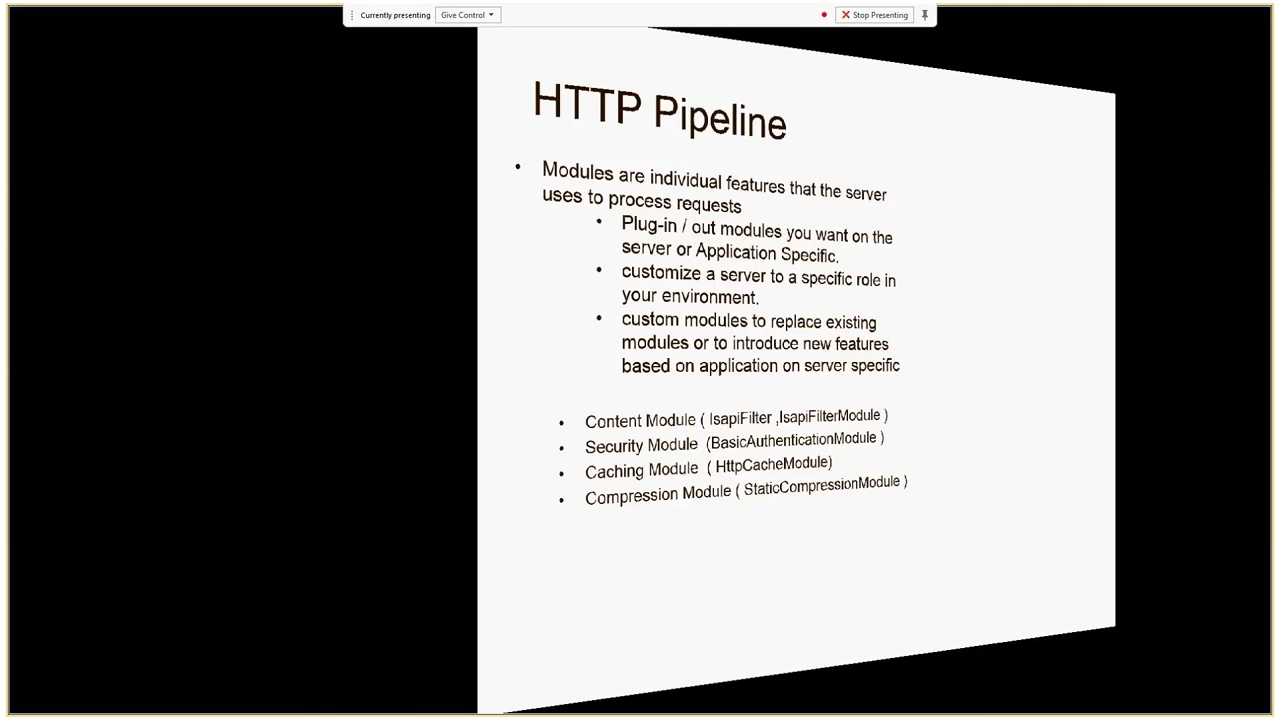 Currently presenting Give Control Stop Presenting
HTTP Pipeline
• Modules are individual features that the server
uses to process requests
• Plug-in / out modules you want on the
server or Application Specific.
• customize a server to a specific role in
your environment.
• custom modules to replace existing
modules or to introduce new features
based on application on server specific
• Content Module ( IsapiFilter ,IsapiFilterModule )
• Security Module (BasicAuthenticationModule )
• Caching Module ( HttpCacheModule)
• Compression Module ( StaticCompressionModule )